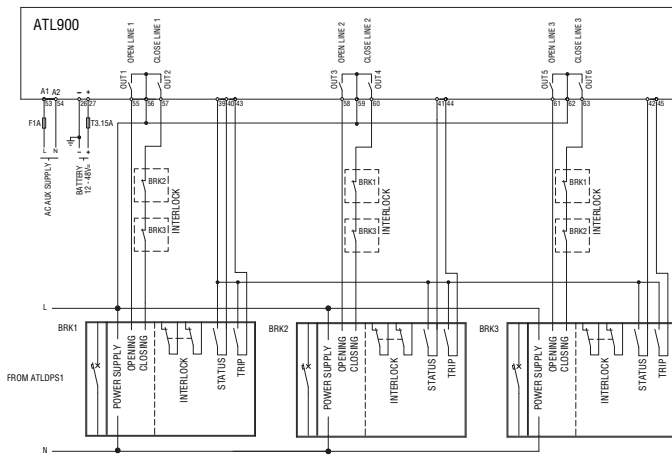 ATL900
OPEN LINE 1
CLOSE LINE 1
OPEN LINE 2
CLOSE LINE 2
OPEN LINE 3
CLOSE LINE 3
OUT1
OUT2
OUT3
OUT4
OUT5
OUT6
A1 A2
- +
53 54 26 27 55 56 57 39 40 43 58 59 60 41 44 61 62 63 42 45
F1A
T3.15A
L N
- +
AC AUX SUPPLY
BATTERY
12 - 48V=
BRK2
BRK3
INTERLOCK
BRK1
BRK3
INTERLOCK
BRK1
BRK2
INTERLOCK
L
BRK1
BRK2
BRK3
FROM ATLDPS1
POWER SUPPLY
OPENING
CLOSING
INTERLOCK
STATUS
TRIP
POWER SUPPLY
OPENING
CLOSING
INTERLOCK
STATUS
TRIP
POWER SUPPLY
OPENING
CLOSING
INTERLOCK
STATUS
TRIP
N